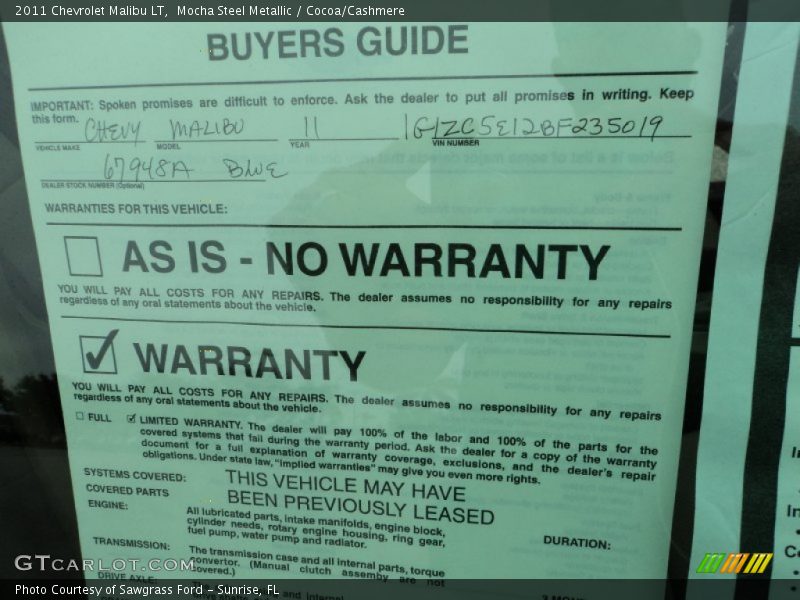 2011 Chevrolet Malibu LT,  Mocha Steel Metallic / Cocoa/Cashmere
BUYERS GUIDE
IMPORTANT: Spoken promises are difficult to enforce. Ask the dealer to put all promises in writing. Keep
this form.
CHEVY MALIBU 11 1G1ZC5E12BF235019
VEHICLE MAKE MODEL YEAR VIN NUMBER
67948A BLUE
DEALER STOCK NUMBER (Optional)
WARRANTIES FOR THIS VEHICLE:
AS IS - NO WARRANTY
YOU WILL PAY ALL COSTS FOR ANY REPAIRS. The dealer assumes no responsibility for any repairs
regardless of any oral statements about the vehicle.
WARRANTY
YOU WILL PAY ALL COSTS FOR ANY REPAIRS. The dealer assumes no responsibility for any repairs
regardless of any oral statements about the vehicle.
FULL LIMITED WARRANTY. The dealer will pay 100% of the labor and 100% of the parts for the
covered systems that fail during the warranty period. Ask the dealer for a copy of the warranty
document for a full explanation of warranty coverage, exclusions, and the dealer's repair
obligations. Under state law, "implied warranties" may give you even more rights.
SYSTEMS COVERED: THIS VEHICLE MAY HAVE
COVERED PARTS BEEN PREVIOUSLY LEASED
ENGINE: All lubricated parts, intake manifolds, engine block,
cylinder needs, rotary engine housing, ring gear,
fuel pump, water pump and radiator.
DURATION:
TRANSMISSION: The transmission case and all internal parts, torque
convertor. (Manual clutch assemby are not
covered.)
DRIVE AXLE: and internal
GTCARLOT.COM
Photo Courtesy of Sawgrass Ford - Sunrise, FL